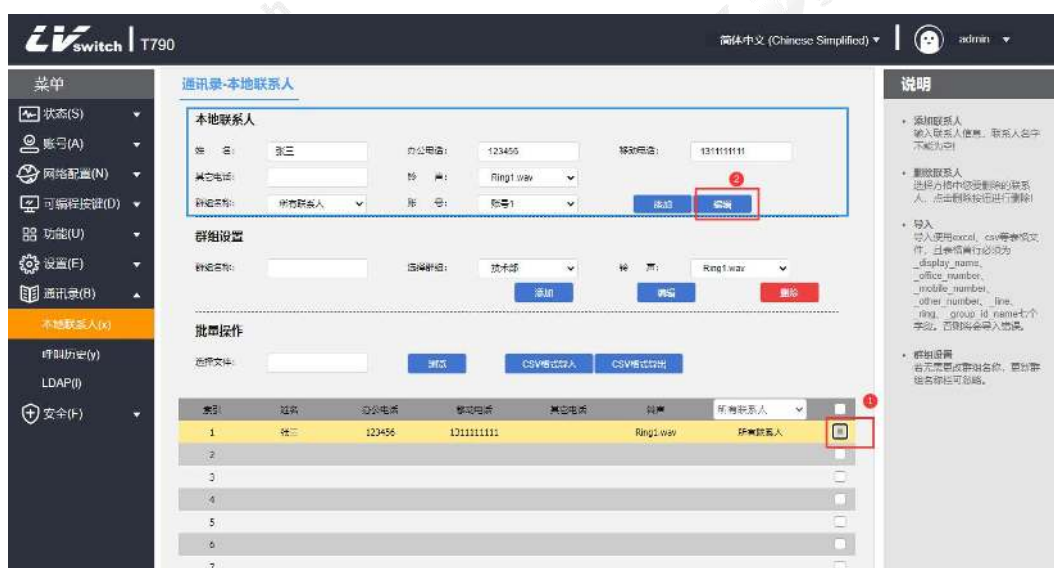 LVswitch | T790
简体中文 (Chinese Simplified)
admin
菜单
状态(S)
账号(A)
网络配置(N)
可编程按键(D)
功能(U)
设置(E)
通讯录(B)
本地联系人(x)
呼叫历史(y)
LDAP(l)
安全(F)
通讯录-本地联系人
本地联系人
姓 名: 张三 办公电话: 123456 移动电话: 1311111111
其它电话: 铃 声: Ring1.wav
2
群组名称: 所有联系人 账 号: 账号1 添加 编辑
群组设置
群组名称: 选择群组: 技术部 铃 声: Ring1.wav
添加 编辑 删除
批量操作
选择文件: 浏览 CSV格式导入 CSV格式导出
索引 姓名 办公电话 移动电话 其它电话 铃声 所有联系人
1
1 张三 123456 1311111111 Ring1.wav 所有联系人
2
3
4
5
6
7
说明
• 添加联系人
输入联系人信息, 联系人名字
不能为空!
• 删除联系人
选择方格中您要删除的联系
人, 点击删除按钮进行删除!
• 导入
导入使用excel, csv等表格文
件, 且表格首行必须为
_display_name,
_office_number,
_mobile_number,
_other_number, _line,
_ring, _group_id_name七个
字段, 否则将会导入错误。
• 群组设置
若无需更改群组名称, 更改群
组名称栏可忽略。